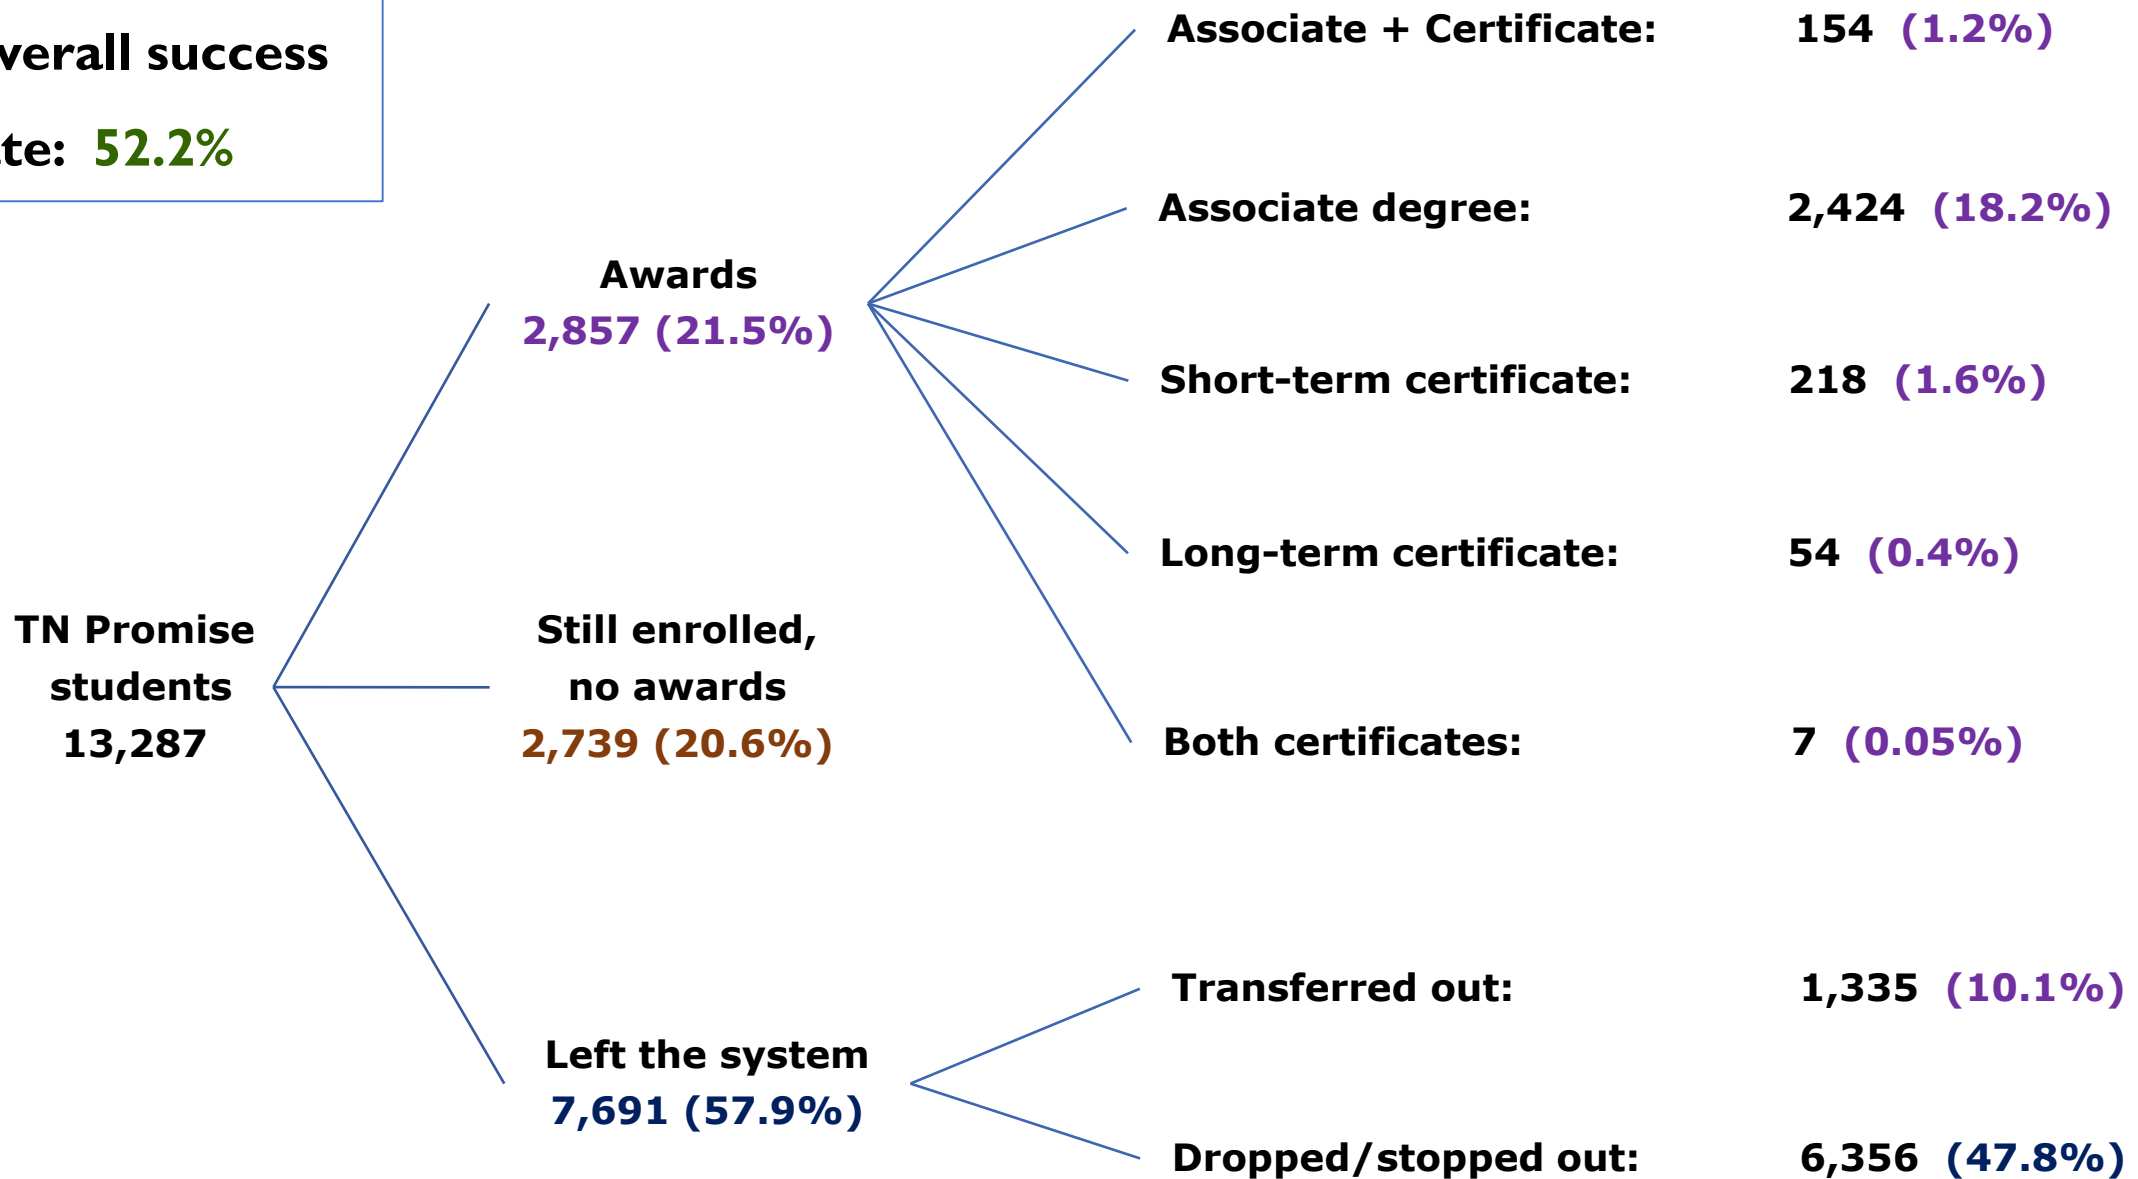 verall success
te: 52.2%
Associate + Certificate: 154 (1.2%)
Associate degree: 2,424 (18.2%)
Awards
2,857 (21.5%)
Short-term certificate: 218 (1.6%)
Long-term certificate: 54 (0.4%)
TN Promise
students
13,287
Still enrolled,
no awards
2,739 (20.6%)
Both certificates: 7 (0.05%)
Transferred out: 1,335 (10.1%)
Left the system
7,691 (57.9%)
Dropped/stopped out: 6,356 (47.8%)